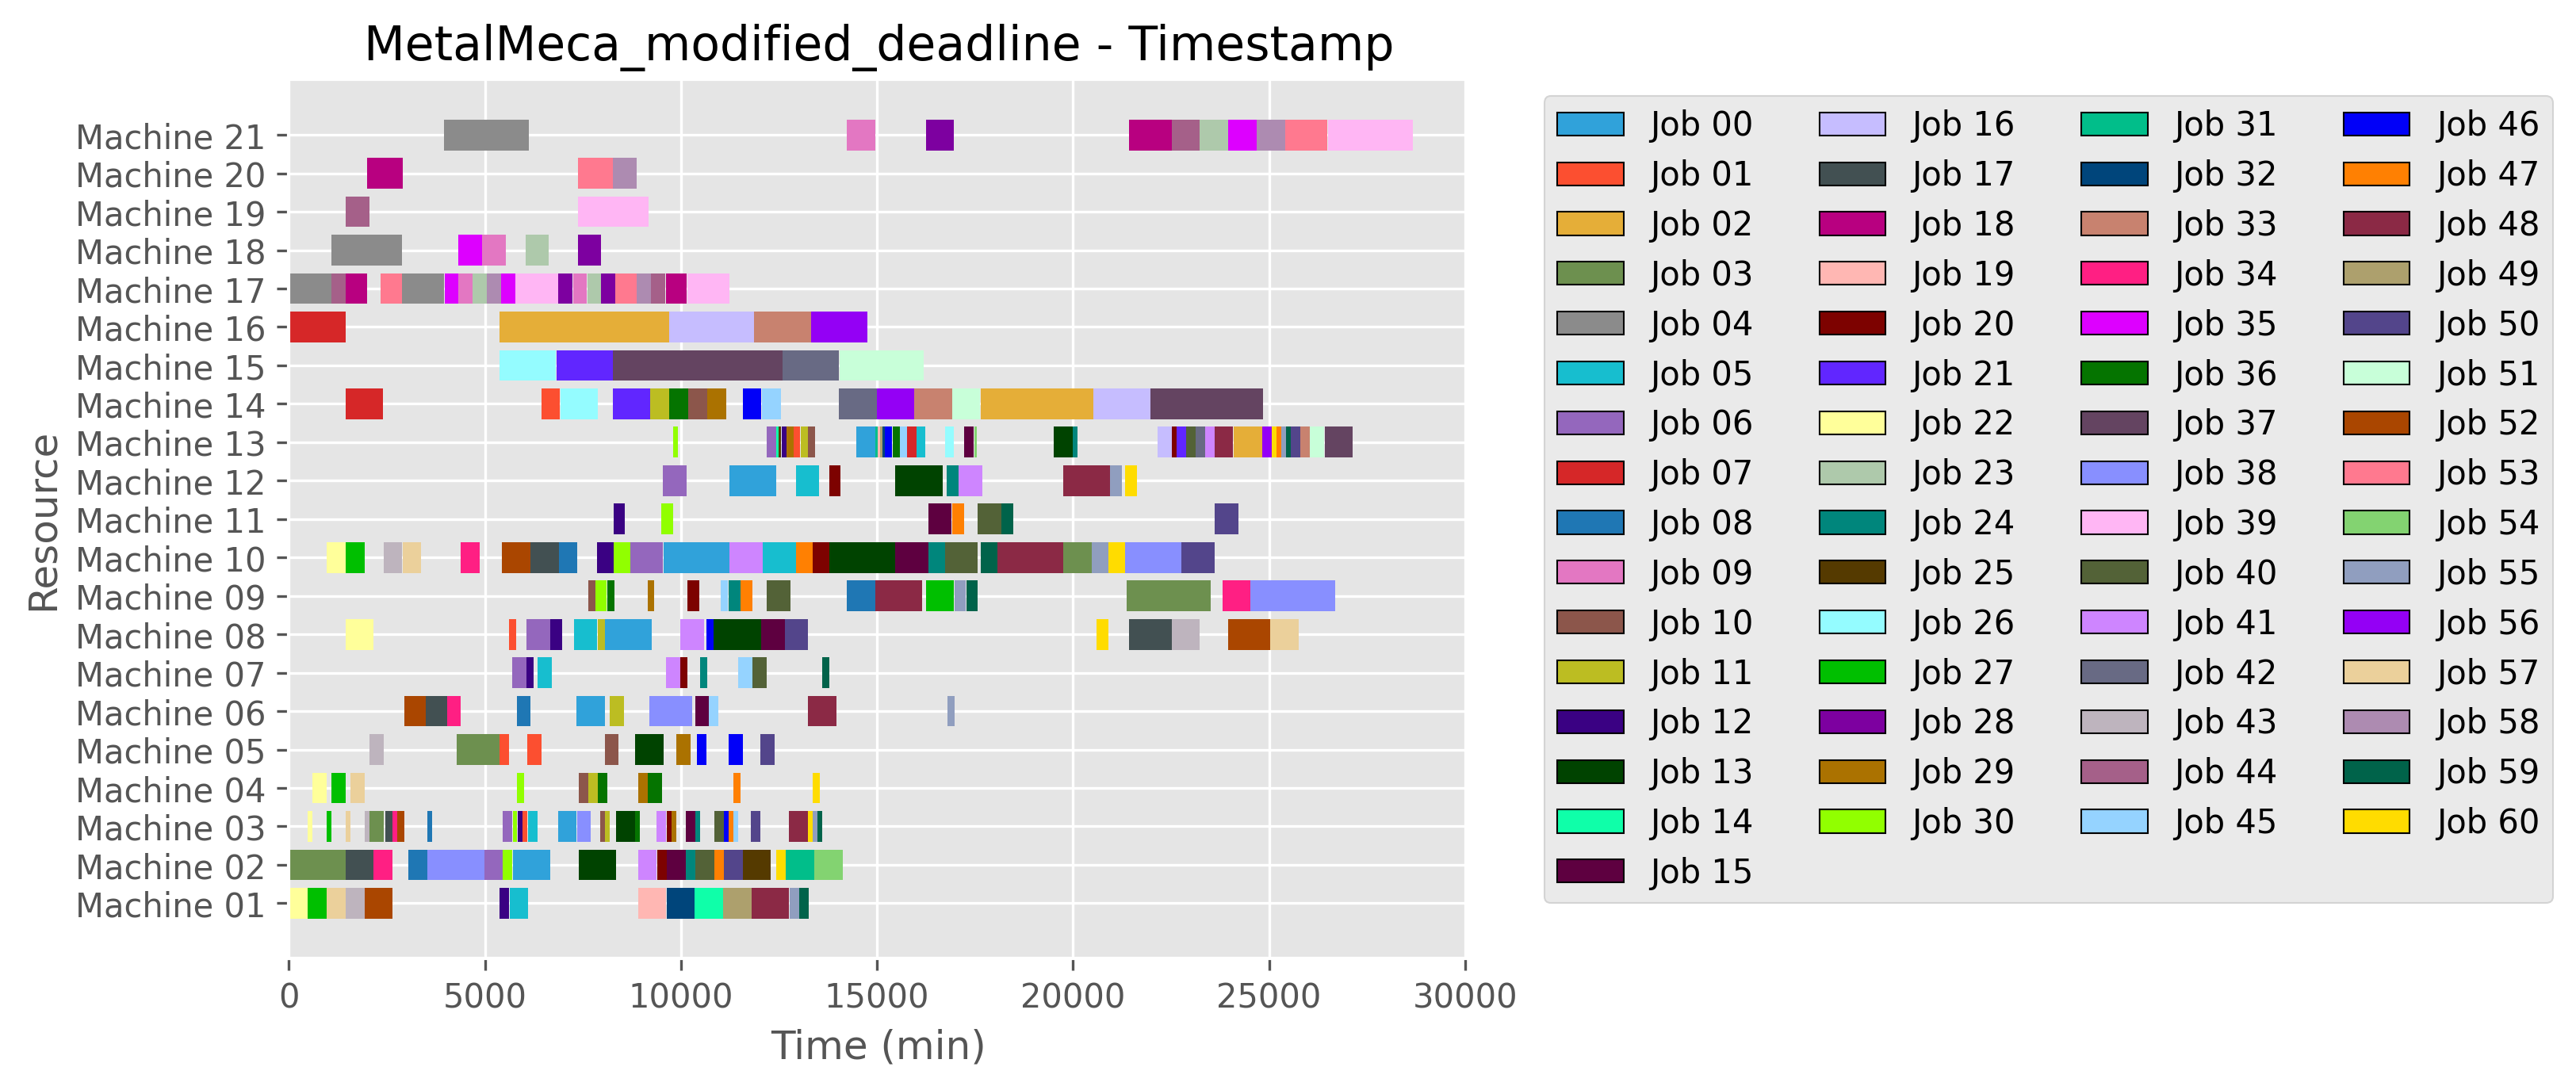 MetalMeca_modified_deadline - Timestamp
Resource
Machine 21
Machine 20
Machine 19
Machine 18
Machine 17
Machine 16
Machine 15
Machine 14
Machine 13
Machine 12
Machine 11
Machine 10
Machine 09
Machine 08
Machine 07
Machine 06
Machine 05
Machine 04
Machine 03
Machine 02
Machine 01
0 5000 10000 15000 20000 25000 30000
Time (min)
Job 00 Job 16 Job 31 Job 46
Job 01 Job 17 Job 32 Job 47
Job 02 Job 18 Job 33 Job 48
Job 03 Job 19 Job 34 Job 49
Job 04 Job 20 Job 35 Job 50
Job 05 Job 21 Job 36 Job 51
Job 06 Job 22 Job 37 Job 52
Job 07 Job 23 Job 38 Job 53
Job 08 Job 24 Job 39 Job 54
Job 09 Job 25 Job 40 Job 55
Job 10 Job 26 Job 41 Job 56
Job 11 Job 27 Job 42 Job 57
Job 12 Job 28 Job 43 Job 58
Job 13 Job 29 Job 44 Job 59
Job 14 Job 30 Job 45 Job 60
Job 15